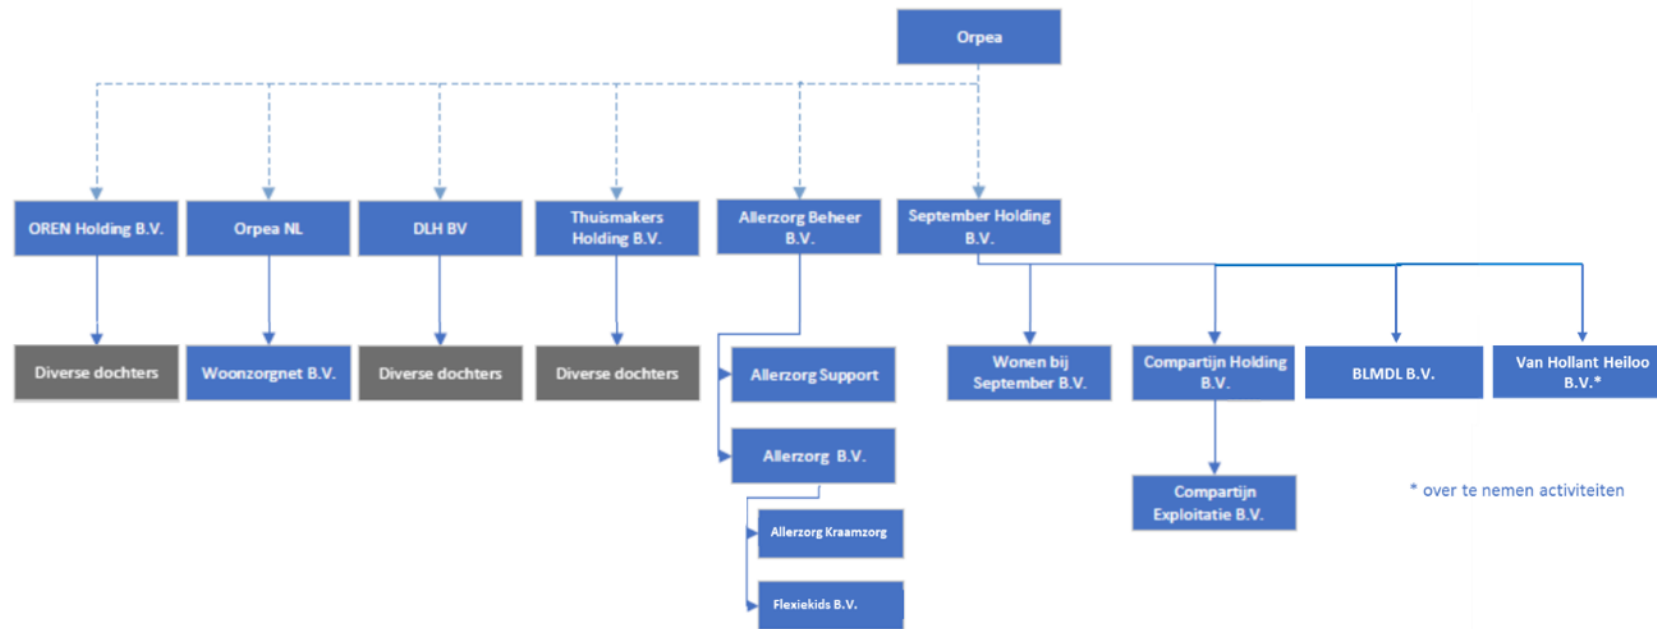 Orpea
OREN Holding B.V.
Orpea NL
DLH BV
Thuismakers
Holding B.V.
Allerzorg Beheer
B.V.
September Holding
B.V.
Diverse dochters
Woonzorgnet B.V.
Diverse dochters
Diverse dochters
Allerzorg Support
Wonen bij
September B.V.
Compartijn Holding
B.V.
BLMDL B.V.
Van Hollant Heiloo
B.V.*
Allerzorg B.V.
Compartijn
Exploitatie B.V.
* over te nemen activiteiten
Allerzorg Kraamzorg
Flexiekids B.V.